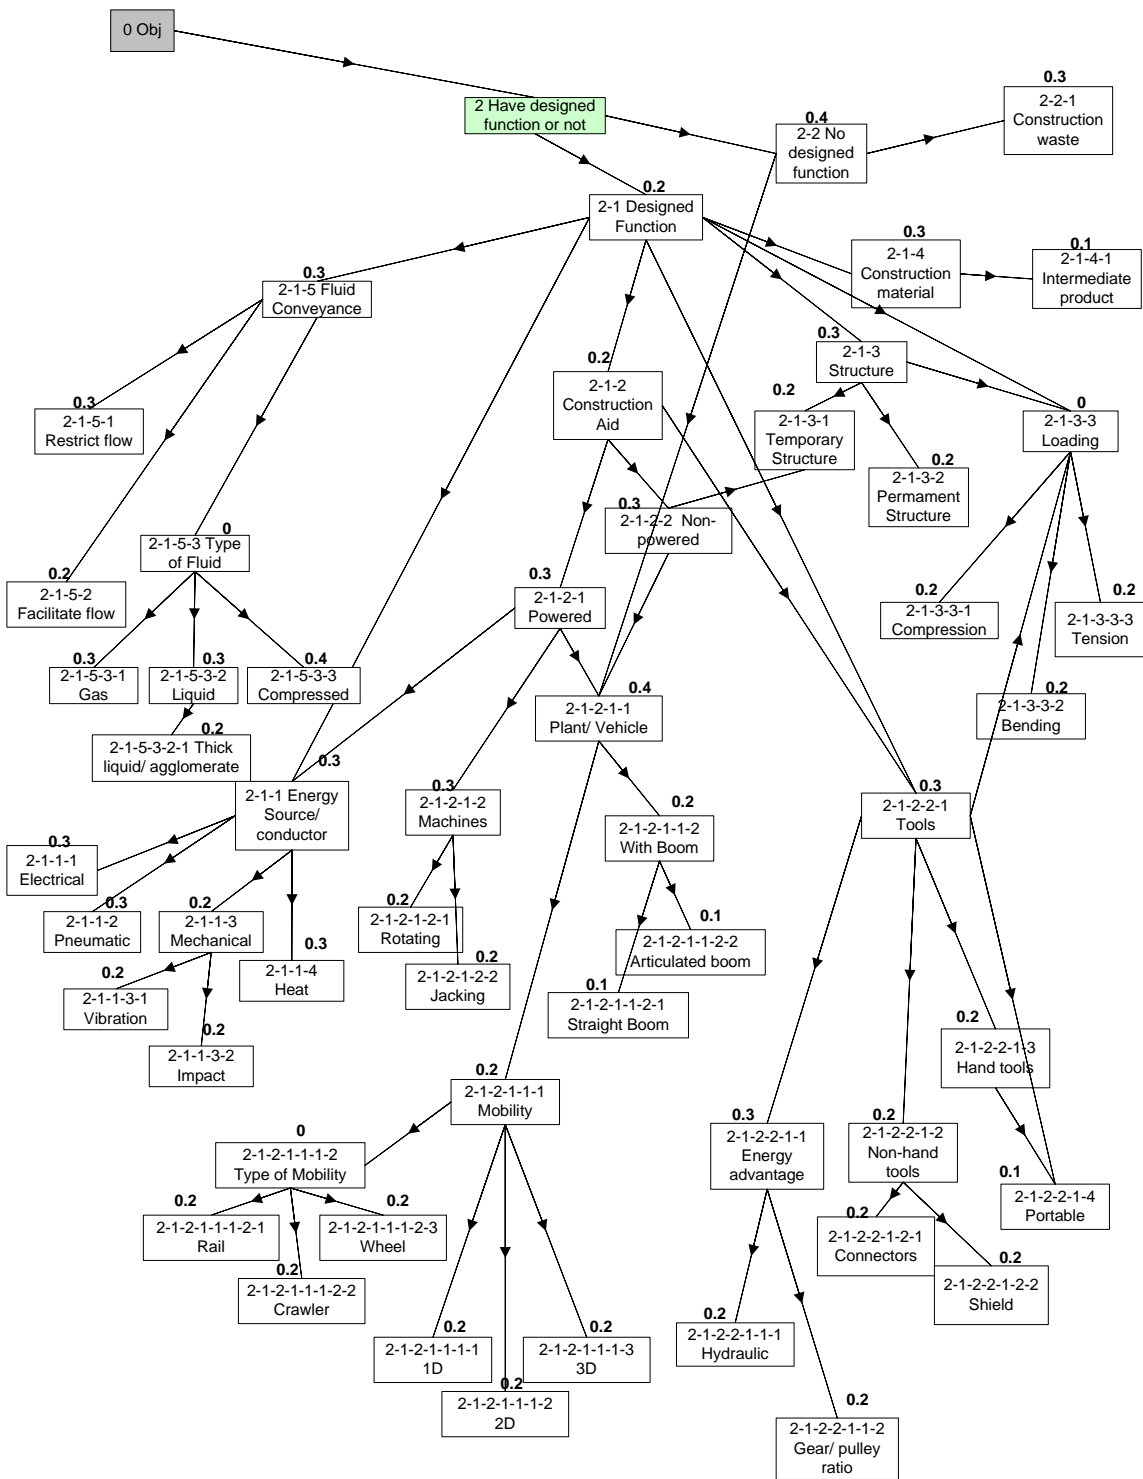 0 Obj
2 Have designed
function or not
0.4
2-2 No
designed
function
0.3
2-2-1
Construction
waste
0.2
2-1 Designed
Function
0.3
2-1-5 Fluid
Conveyance
0.3
2-1-4
Construction
material
0.1
2-1-4-1
Intermediate
product
0.2
2-1-2
Construction
Aid
0.3
2-1-3
Structure
0.3
2-1-5-1
Restrict flow
0.2
2-1-3-1
Temporary
Structure
0
2-1-3-3
Loading
0.2
2-1-3-2
Permament
Structure
0.3
2-1-2-2 Non-
powered
0
2-1-5-3 Type
of Fluid
0.2
2-1-5-2
Facilitate flow
0.3
2-1-2-1
Powered
0.2
2-1-3-3-1
Compression
0.2
2-1-3-3-3
Tension
0.3
2-1-5-3-1
Gas
0.3
2-1-5-3-2
Liquid
0.4
2-1-5-3-3
Compressed
0.4
2-1-2-1-1
Plant/ Vehicle
0.2
2-1-3-3-2
Bending
0.2
2-1-5-3-2-1 Thick
liquid/ agglomerate
0.3
2-1-1 Energy
Source/
conductor
0.3
2-1-2-1-2
Machines
0.2
2-1-2-1-1-2
With Boom
0.3
2-1-2-2-1
Tools
0.3
2-1-1-1
Electrical
0.3
2-1-1-2
Pneumatic
0.2
2-1-1-3
Mechanical
0.3
2-1-1-4
Heat
0.2
2-1-2-1-2-1
Rotating
0.2
2-1-2-1-2-2
Jacking
0.1
2-1-2-1-1-2-2
Articulated boom
0.1
2-1-2-1-1-2-1
Straight Boom
0.2
2-1-1-3-1
Vibration
0.2
2-1-1-3-2
Impact
0.2
2-1-2-2-1-3
Hand tools
0.2
2-1-2-1-1-1
Mobility
0
2-1-2-1-1-1-2
Type of Mobility
0.3
2-1-2-2-1-1
Energy
advantage
0.2
2-1-2-2-1-2
Non-hand
tools
0.1
2-1-2-2-1-4
Portable
0.2
2-1-2-1-1-1-2-1
Rail
0.2
2-1-2-1-1-1-2-3
Wheel
0.2
2-1-2-1-1-1-2-2
Crawler
0.2
2-1-2-2-1-2-1
Connectors
0.2
2-1-2-2-1-2-2
Shield
0.2
2-1-2-1-1-1-1
1D
0.2
2-1-2-1-1-1-2
2D
0.2
2-1-2-1-1-1-3
3D
0.2
2-1-2-2-1-1-1
Hydraulic
0.2
2-1-2-2-1-1-2
Gear/ pulley
ratio